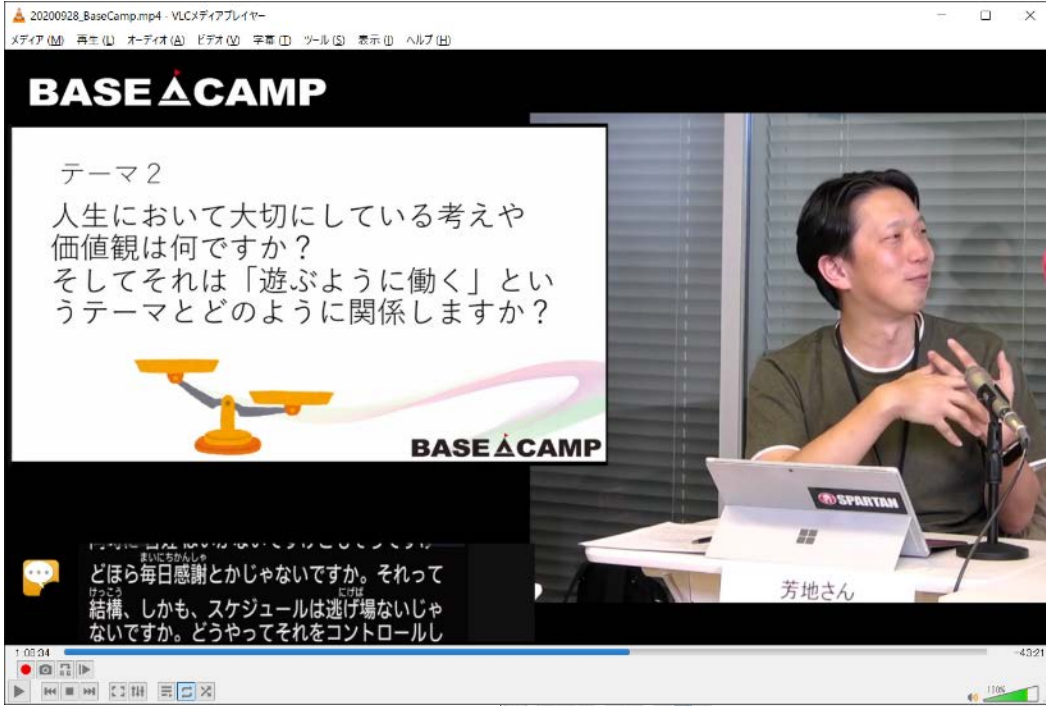 20200928_BaseCamp.mp4 - VLCメディアプレイヤー
メディア(M) 再生(L) オーディオ(A) ビデオ(V) 字幕(T) ツール(S) 表示(I) ヘルプ(H)
BASE CAMP
テーマ2
人生において大切にしている考えや
価値観は何ですか？
そしてそれは「遊ぶように働く」とい
うテーマとどのように関係しますか？
BASE CAMP
SPARTAN
芳地さん
まいにちかんしゃ
どほら毎日感謝とかじゃないですか。それって
けっこう にげば
結構、しかも、スケジュールは逃げ場ないじゃ
ないですか。どうやってそれをコントロールし
-43:21
110%